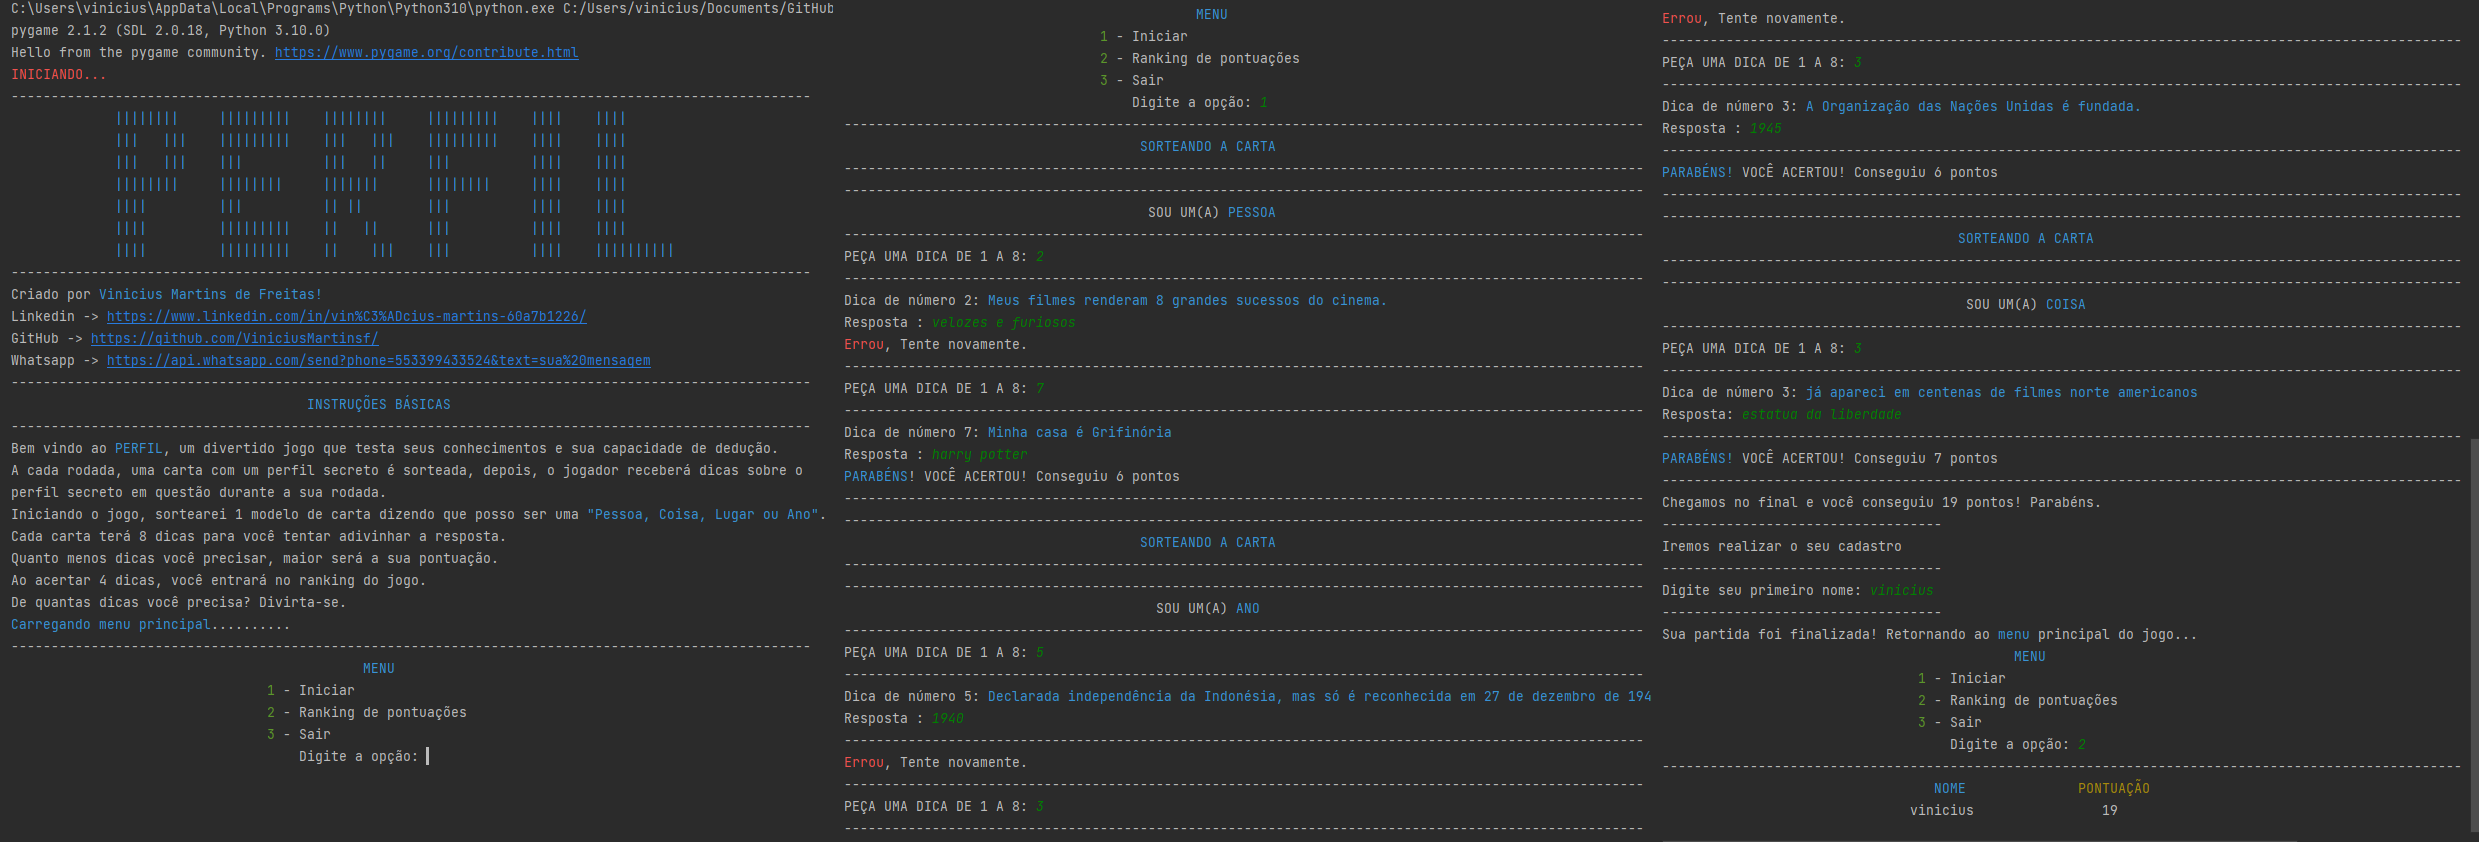 C:\Users\vinicius\AppData\Local\Programs\Python\Python310\python.exe C:/Users/vinicius/Documents/GitHub
pygame 2.1.2 (SDL 2.0.18, Python 3.10.0)
Hello from the pygame community. https://www.pygame.org/contribute.html
INICIANDO...
PERFIL
Criado por Vinicius Martins de Freitas!
Linkedin -> https://www.linkedin.com/in/vin%C3%ADcius-martins-60a7b1226/
GitHub -> https://github.com/ViniciusMartinsf/
Whatsapp -> https://api.whatsapp.com/send?phone=553399433524&text=sua%20mensagem
INSTRUÇÕES BÁSICAS
Bem vindo ao PERFIL, um divertido jogo que testa seus conhecimentos e sua capacidade de dedução.
A cada rodada, uma carta com um perfil secreto é sorteada, depois, o jogador receberá dicas sobre o
perfil secreto em questão durante a sua rodada.
Iniciando o jogo, sortearei 1 modelo de carta dizendo que posso ser uma "Pessoa, Coisa, Lugar ou Ano".
Cada carta terá 8 dicas para você tentar adivinhar a resposta.
Quanto menos dicas você precisar, maior será a sua pontuação.
Ao acertar 4 dicas, você entrará no ranking do jogo.
De quantas dicas você precisa? Divirta-se.
Carregando menu principal..........
MENU
1 - Iniciar
2 - Ranking de pontuações
3 - Sair
Digite a opção:
MENU
1 - Iniciar
2 - Ranking de pontuações
3 - Sair
Digite a opção: 1
SORTEANDO A CARTA
SOU UM(A) PESSOA
PEÇA UMA DICA DE 1 A 8: 2
Dica de número 2: Meus filmes renderam 8 grandes sucessos do cinema.
Resposta : velozes e furiosos
Errou, Tente novamente.
PEÇA UMA DICA DE 1 A 8: 7
Dica de número 7: Minha casa é Grifinória
Resposta : harry potter
PARABÉNS! VOCÊ ACERTOU! Conseguiu 6 pontos
SORTEANDO A CARTA
SOU UM(A) ANO
PEÇA UMA DICA DE 1 A 8: 5
Dica de número 5: Declarada independência da Indonésia, mas só é reconhecida em 27 de dezembro de 194
Resposta : 1940
Errou, Tente novamente.
PEÇA UMA DICA DE 1 A 8: 3
Errou, Tente novamente.
PEÇA UMA DICA DE 1 A 8: 3
Dica de número 3: A Organização das Nações Unidas é fundada.
Resposta : 1945
PARABÉNS! VOCÊ ACERTOU! Conseguiu 6 pontos
SORTEANDO A CARTA
SOU UM(A) COISA
PEÇA UMA DICA DE 1 A 8: 3
Dica de número 3: já apareci em centenas de filmes norte americanos
Resposta: estatua da liberdade
PARABÉNS! VOCÊ ACERTOU! Conseguiu 7 pontos
Chegamos no final e você conseguiu 19 pontos! Parabéns.
Iremos realizar o seu cadastro
Digite seu primeiro nome: vinicius
Sua partida foi finalizada! Retornando ao menu principal do jogo...
MENU
1 - Iniciar
2 - Ranking de pontuações
3 - Sair
Digite a opção: 2
NOME PONTUAÇÃO
vinicius 19